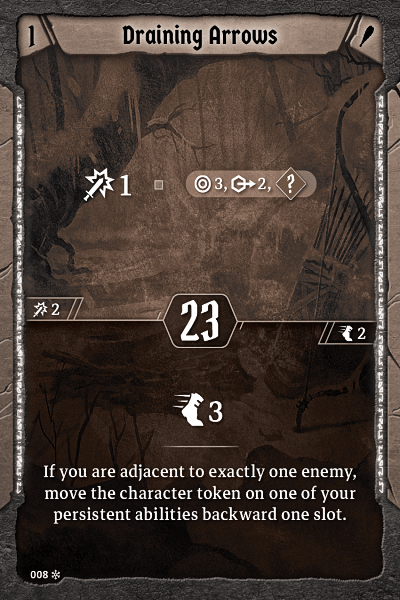 1
Draining Arrows
1
3, 2, ?
2
23
2
3
If you are adjacent to exactly one enemy,
move the character token on one of your
persistent abilities backward one slot.
008